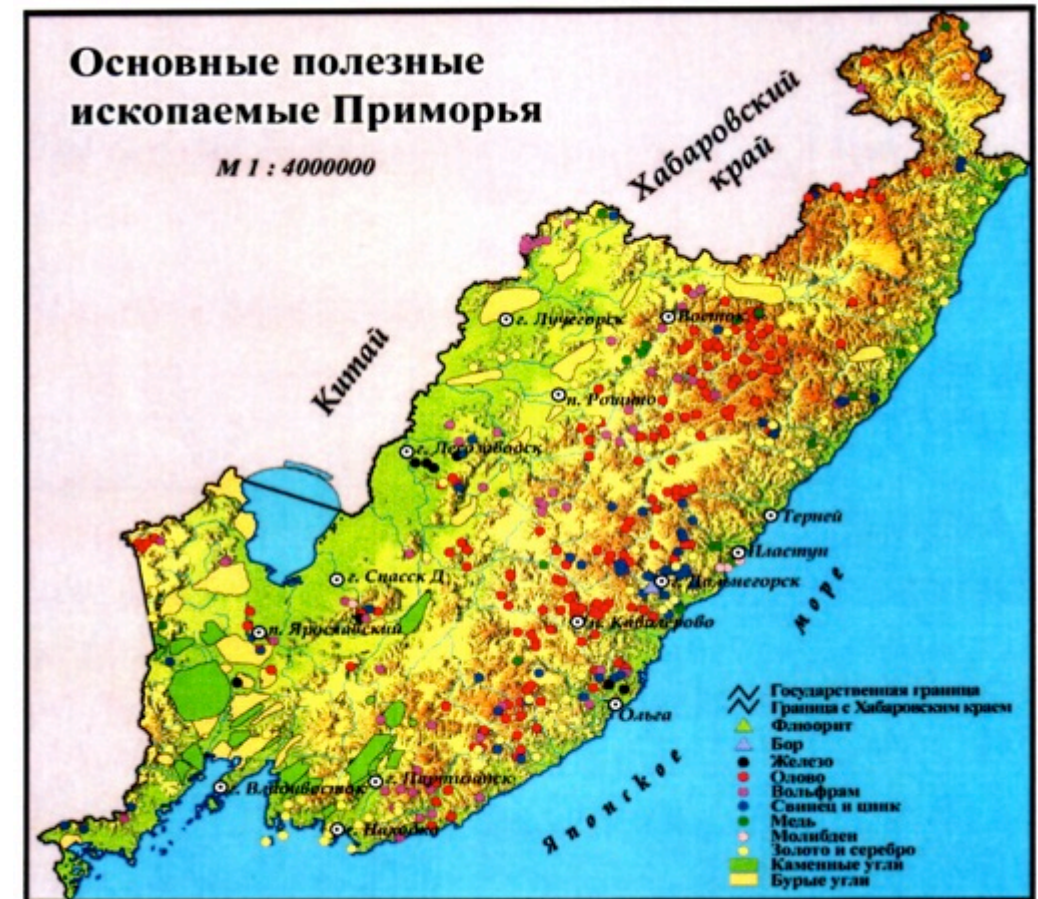 Основные полезные
ископаемые Приморья
М 1 : 4000000
Хабаровский
край
Китай
г. Лучегорск
Восток
п. Рощино
г. Лесозаводск
Терней
Пластун
г. Спасск Д
г. Дальнегорск
п. Ярославский
п. Кавалерово
Ольга
г. Партизанск
г. Владивосток
г. Находка
Японское
море
Государственная граница
Граница с Хабаровским краем
Флюорит
Бор
Железо
Олово
Вольфрам
Свинец и цинк
Медь
Молибден
Золото и серебро
Каменные угли
Бурые угли